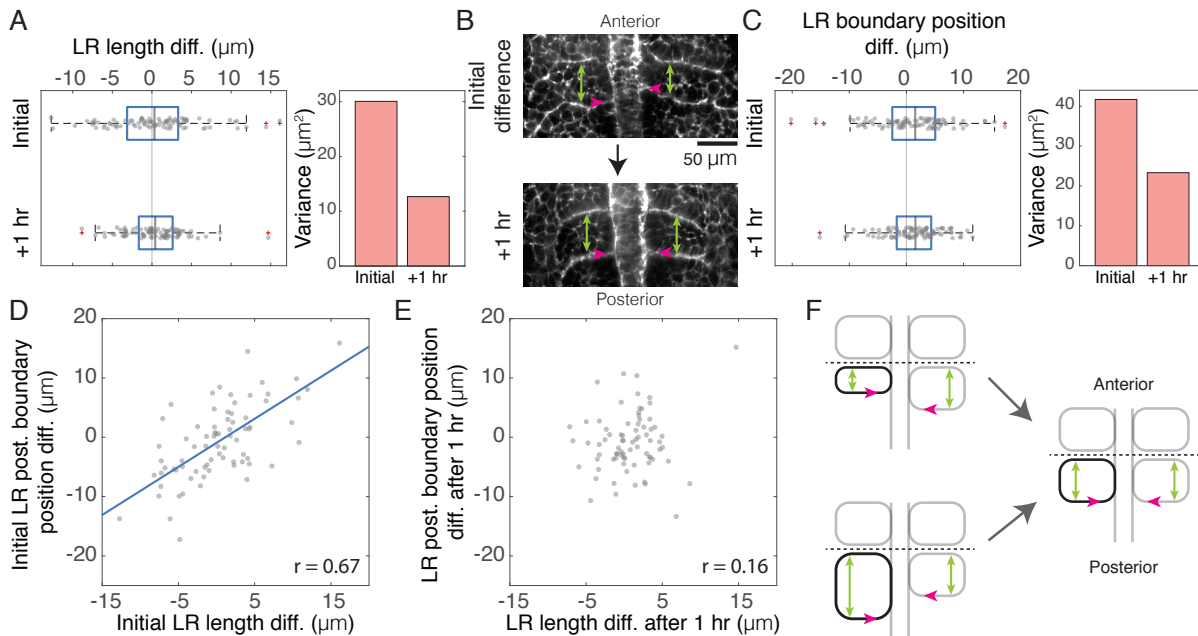 A
LR length diff. (µm)
-10 -5 0 5 10 15
Initial
+1 hr
Variance (µm²)
30
20
10
0
Initial +1 hr
B
Anterior
Initial
difference
50 µm
+1 hr
Posterior
C
LR boundary position
diff. (µm)
-20 -10 0 10 20
Initial
+1 hr
Variance (µm²)
40
30
20
10
0
Initial +1 hr
D
Initial LR post. boundary
position diff. (µm)
20
10
0
-10
-20
r = 0.67
-15 -5 5 15
Initial LR length diff. (µm)
E
LR post. boundary position
diff. after 1 hr (µm)
20
10
0
-10
-20
r = 0.16
-15 -5 5 15
LR length diff. after 1 hr (µm)
F
Anterior
Posterior